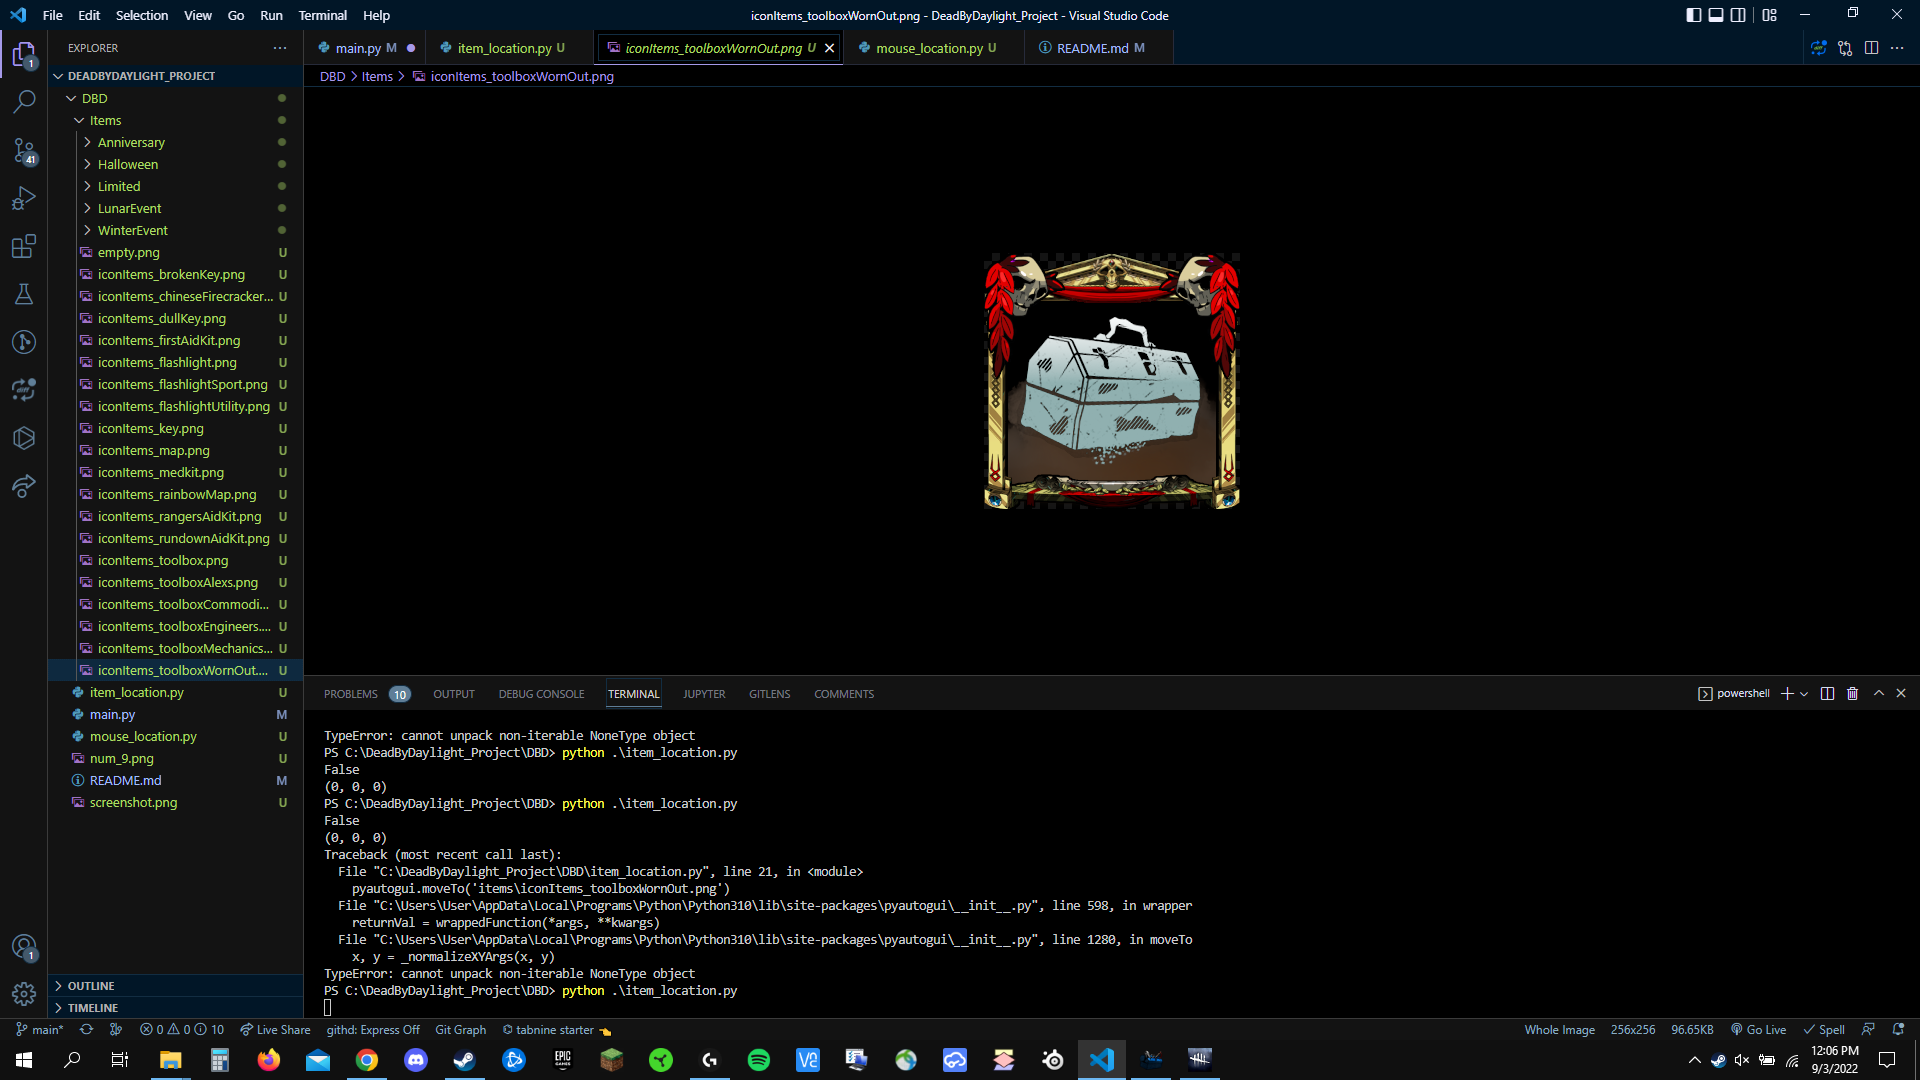 File Edit Selection View Go Run Terminal Help
iconItems_toolboxWornOut.png - DeadByDaylight_Project - Visual Studio Code
EXPLORER
main.py M
item_location.py U
iconItems_toolboxWornOut.png U
mouse_location.py U
README.md M
DBD > Items > iconItems_toolboxWornOut.png
DEADBYDAYLIGHT_PROJECT
DBD
Items
Anniversary
Halloween
Limited
LunarEvent
WinterEvent
empty.png U
iconItems_brokenKey.png U
iconItems_chineseFirecracker... U
iconItems_dullKey.png U
iconItems_firstAidKit.png U
iconItems_flashlight.png U
iconItems_flashlightSport.png U
iconItems_flashlightUtility.png U
iconItems_key.png U
iconItems_map.png U
iconItems_medkit.png U
iconItems_rainbowMap.png U
iconItems_rangersAidKit.png U
iconItems_rundownAidKit.png U
iconItems_toolbox.png U
iconItems_toolboxAlexs.png U
iconItems_toolboxCommodi... U
iconItems_toolboxEngineers.... U
iconItems_toolboxMechanics... U
iconItems_toolboxWornOut.... U
item_location.py U
main.py M
mouse_location.py U
num_9.png U
README.md M
screenshot.png U
OUTLINE
TIMELINE
1
41
1
PROBLEMS 10 OUTPUT DEBUG CONSOLE TERMINAL JUPYTER GITLENS COMMENTS
powershell
TypeError: cannot unpack non-iterable NoneType object
PS C:\DeadByDaylight_Project\DBD> python .\item_location.py
False
(0, 0, 0)
PS C:\DeadByDaylight_Project\DBD> python .\item_location.py
False
(0, 0, 0)
Traceback (most recent call last):
File "C:\DeadByDaylight_Project\DBD\item_location.py", line 21, in <module>
pyautogui.moveTo('items\iconItems_toolboxWornOut.png')
File "C:\Users\User\AppData\Local\Programs\Python\Python310\lib\site-packages\pyautogui\__init__.py", line 598, in wrapper
returnVal = wrappedFunction(*args, **kwargs)
File "C:\Users\User\AppData\Local\Programs\Python\Python310\lib\site-packages\pyautogui\__init__.py", line 1280, in moveTo
x, y = _normalizeXYArgs(x, y)
TypeError: cannot unpack non-iterable NoneType object
PS C:\DeadByDaylight_Project\DBD> python .\item_location.py
main* 0 0 10 Live Share githd: Express Off Git Graph tabnine starter
Whole Image 256x256 96.65KB Go Live Spell
EPIC GAMES
12:06 PM
9/3/2022